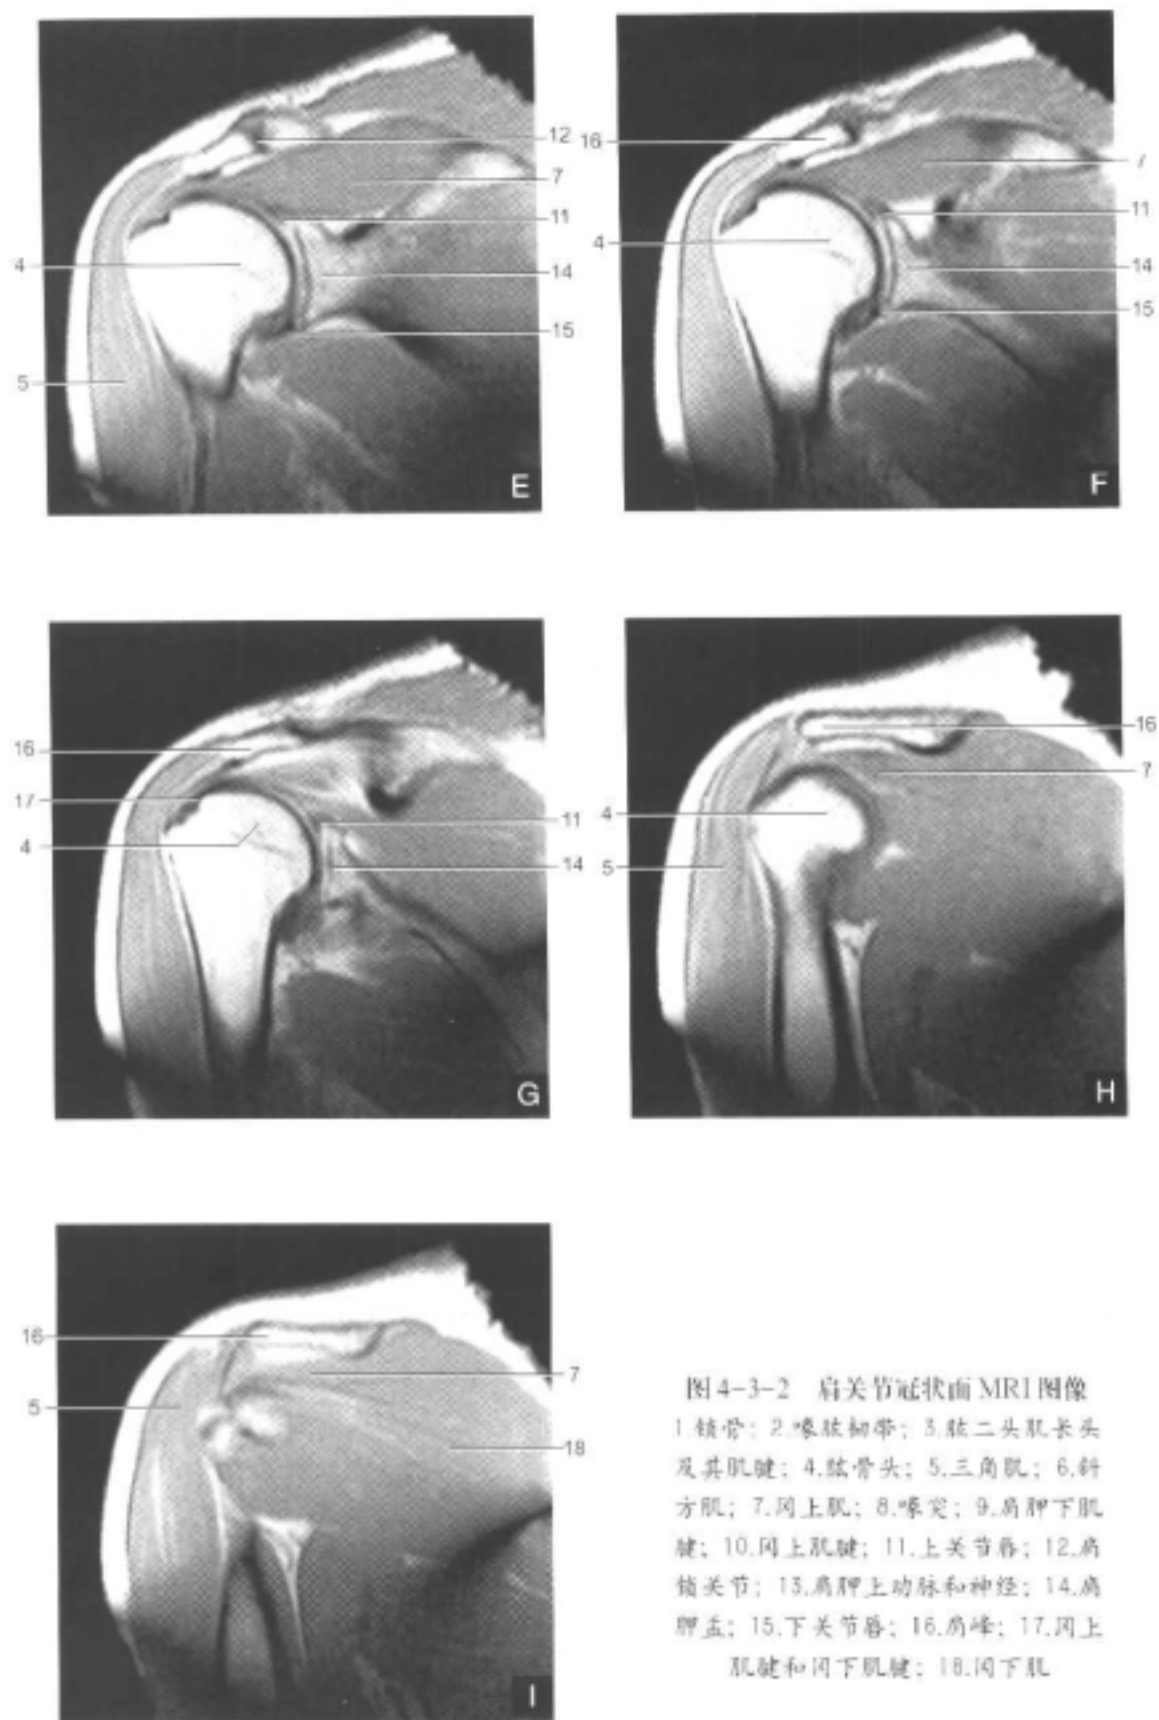 12
7
11
4
14
15
5
E
16
7
11
4
14
15
F
16
17
11
4
14
G
16
7
4
5
H
16
7
5
18
I
图4-3-2 肩关节冠状面MRI图像
1.锁骨；2.喙肱韧带；3.肱二头肌长头
及其肌腱；4.肱骨头；5.三角肌；6.斜
方肌；7.冈上肌；8.喙突；9.肩胛下肌
腱；10.冈上肌腱；11.上关节唇；12.肩
锁关节；13.肩胛上动脉和神经；14.肩
胛盂；15.下关节唇；16.肩峰；17.冈上
肌腱和冈下肌腱；18.冈下肌